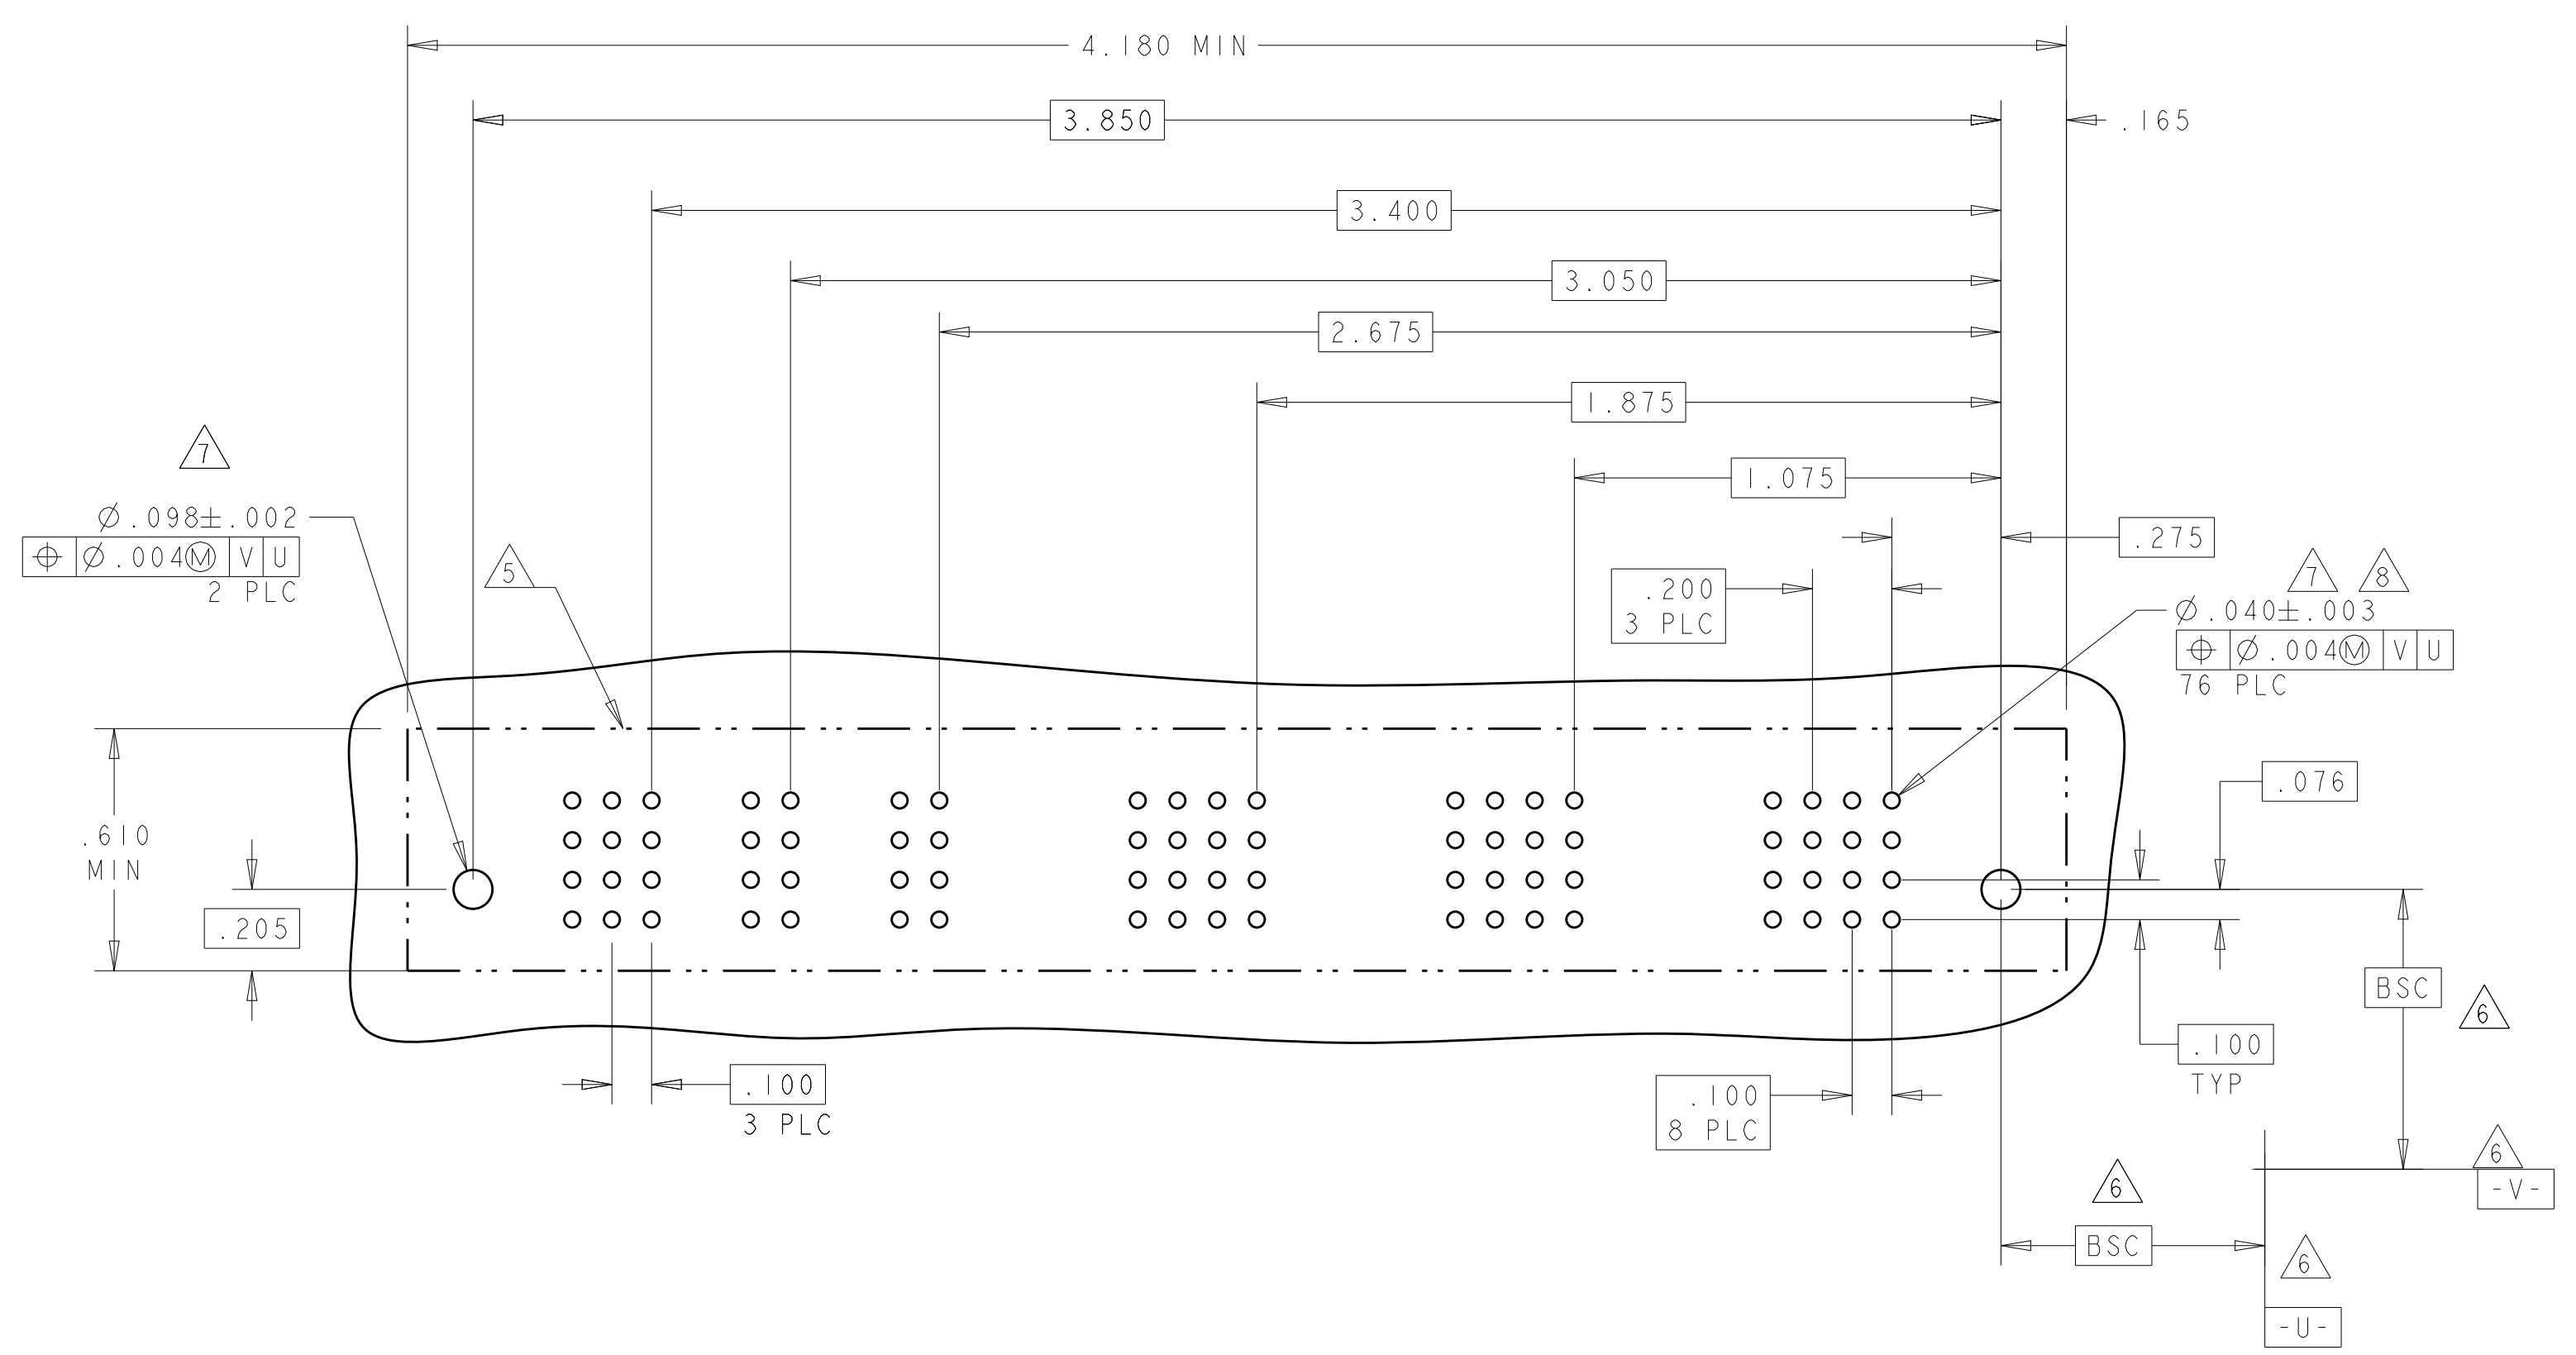 4.180 MIN
3.850
.165
3.400
3.050
2.675
1.875
7
1.075
Ø.098±.002
⌖ Ø.004Ⓜ V U
2 PLC
.275
5
.200
3 PLC
7 8
Ø.040±.003
⌖ Ø.004Ⓜ V U
76 PLC
.076
.610
MIN
.205
BSC
6
.100
TYP
.100
3 PLC
.100
8 PLC
6
-V-
6
BSC
6
-U-